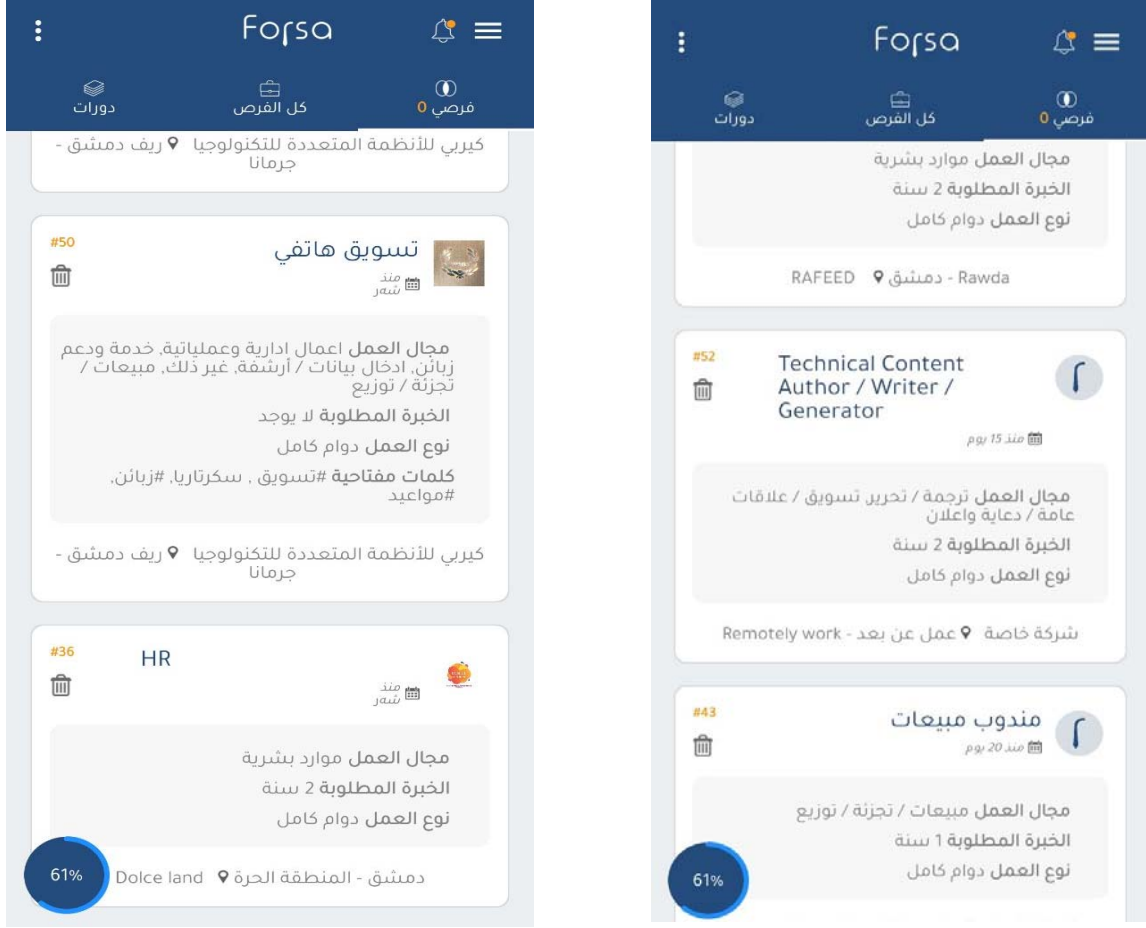 Forsa
فرصي 0
كل الفرص
دورات
كيربي للأنظمة المتعددة للتكنولوجيا ريف دمشق -
جرمانا
#50
تسويق هاتفي
منذ
شهر
مجال العمل اعمال ادارية وعملياتية, خدمة ودعم
زبائن, ادخال بيانات / أرشفة, غير ذلك, مبيعات /
تجزئة / توزيع
الخبرة المطلوبة لا يوجد
نوع العمل دوام كامل
كلمات مفتاحية #تسويق , سكرتاريا, #زبائن,
#مواعيد
كيربي للأنظمة المتعددة للتكنولوجيا ريف دمشق -
جرمانا
#36
HR
منذ
شهر
مجال العمل موارد بشرية
الخبرة المطلوبة 2 سنة
نوع العمل دوام كامل
Dolce land دمشق - المنطقة الحرة
61%
Forsa
فرصي 0
كل الفرص
دورات
مجال العمل موارد بشرية
الخبرة المطلوبة 2 سنة
نوع العمل دوام كامل
RAFEED دمشق - Rawda
#52
Technical Content
Author / Writer /
Generator
منذ 15 يوم
مجال العمل ترجمة / تحرير, تسويق / علاقات
عامة / دعاية واعلان
الخبرة المطلوبة 2 سنة
نوع العمل دوام كامل
شركة خاصة عمل عن بعد - Remotely work
#43
مندوب مبيعات
منذ 20 يوم
مجال العمل مبيعات / تجزئة / توزيع
الخبرة المطلوبة 1 سنة
نوع العمل دوام كامل
61%